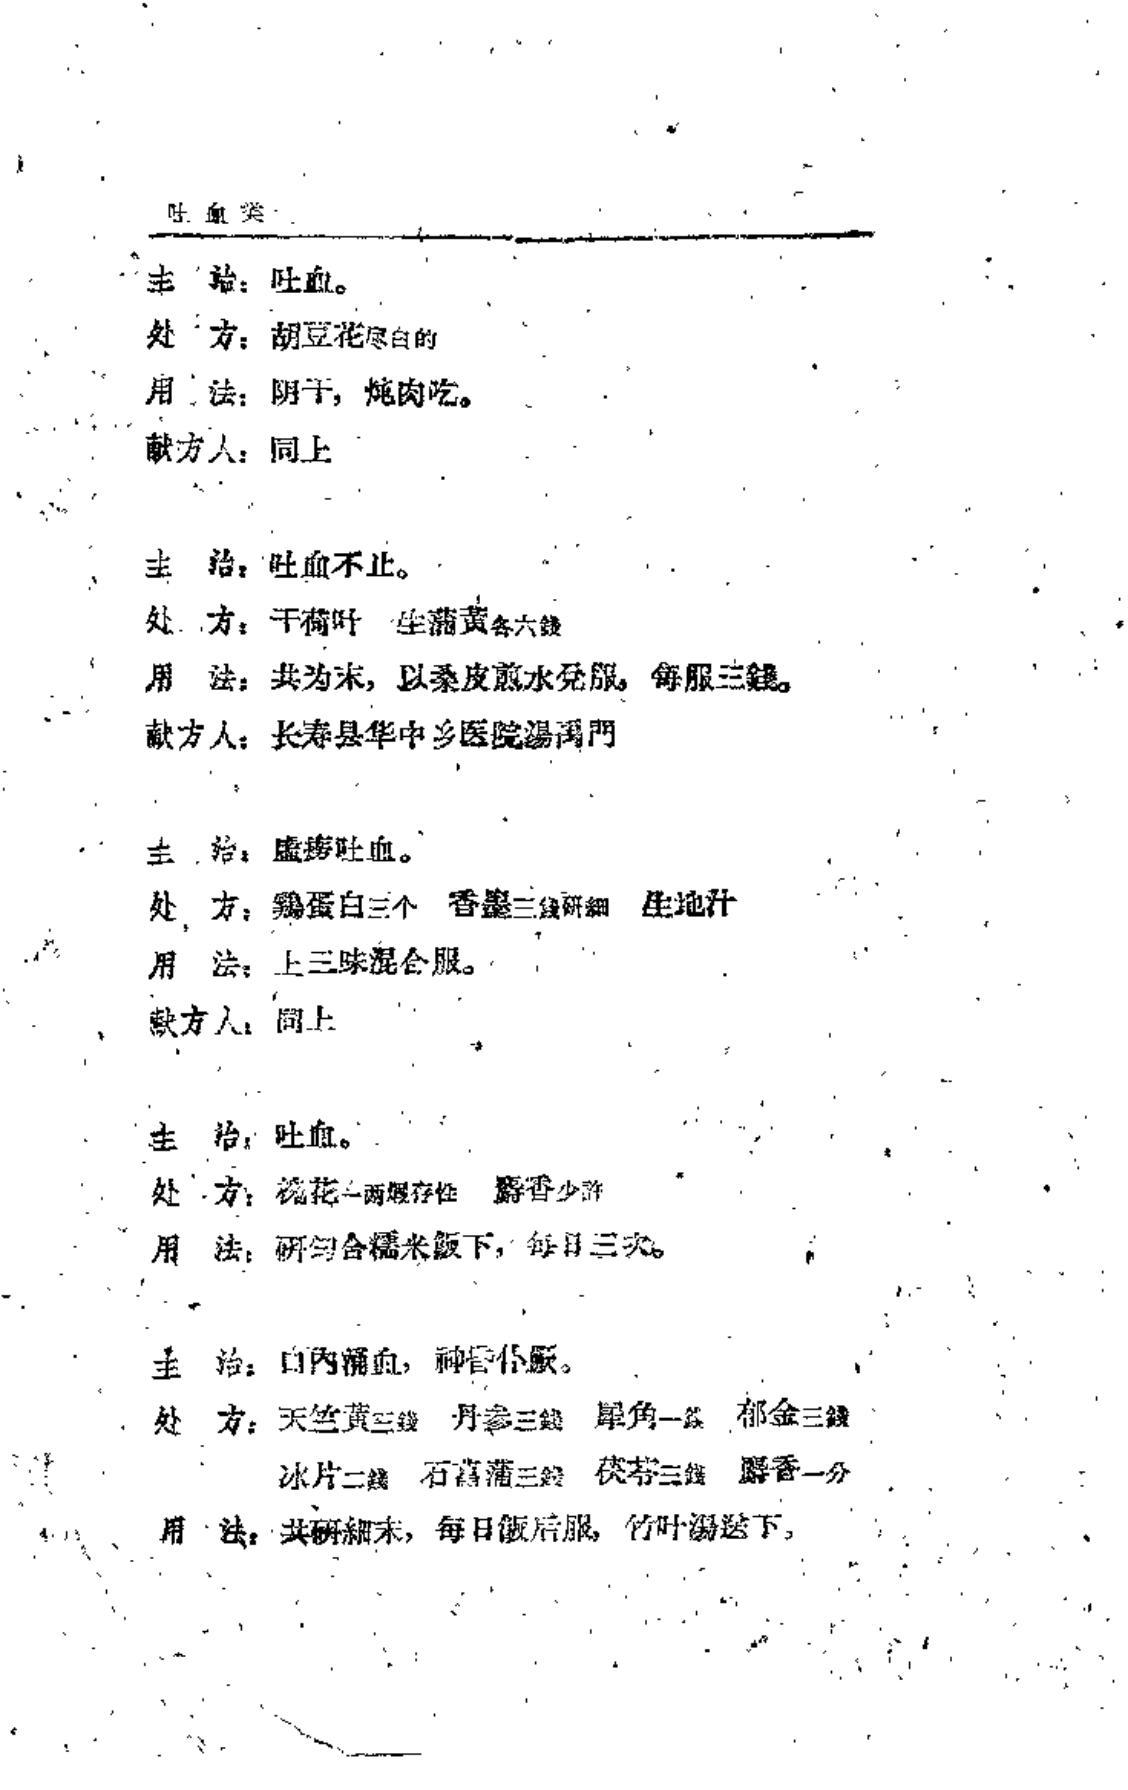 吐血类
主 治：吐血。
处 方：胡豆花尽白的
用 法：阴干，炖肉吃。
献方人：同上
主 治：吐血不止。
处 方：干荷叶 生蒲黄各六錢
用 法：共为末，以桑皮煎水兑服。每服三錢。
献方人：长寿县华中乡医院湯禹門
主 治：虛痨吐血。
处 方：鷄蛋白三个 香墨三錢研細 生地汁
用 法：上三味混合服。
献方人：同上
主 治：吐血。
处 方：花一两煅存性 麝香少許
用 法：研匀合糯米飯下，每日三次。
主 治：口内涌血，神昏仆厥。
处 方：天竺黄三錢 丹参三錢 犀角一錢 郁金三錢
冰片二錢 石菖蒲三錢 茯苓三錢 麝香一分
用 法：共研細末，每日飯后服，竹叶湯送下，